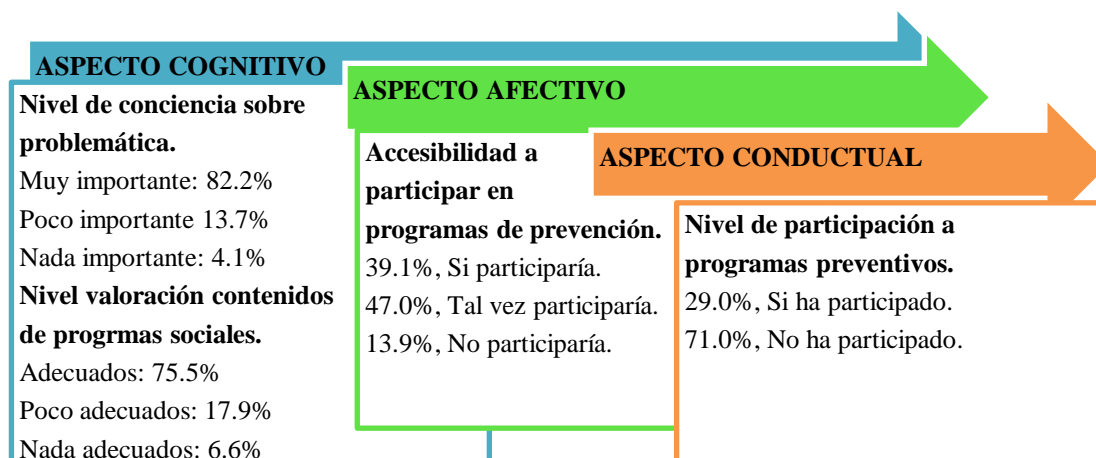 ASPECTO COGNITIVO
Nivel de conciencia sobre
problemática.
Muy importante: 82.2%
Poco importante 13.7%
Nada importante: 4.1%
Nivel valoración contenidos
de progrmas sociales.
Adecuados: 75.5%
Poco adecuados: 17.9%
Nada adecuados: 6.6%
ASPECTO AFECTIVO
Accesibilidad a
participar en
programas de prevención.
39.1%, Si participaría.
47.0%, Tal vez participaría.
13.9%, No participaría.
ASPECTO CONDUCTUAL
Nivel de participación a
programas preventivos.
29.0%, Si ha participado.
71.0%, No ha participado.